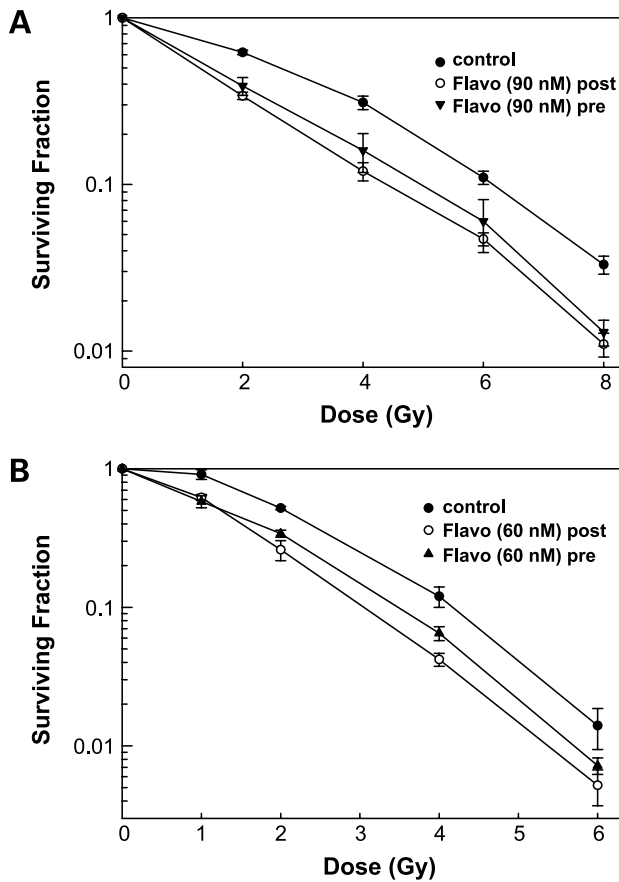 A
1
0.1
0.01
Surviving Fraction
control
Flavo (90 nM) post
Flavo (90 nM) pre
0 2 4 6 8
Dose (Gy)
B
1
0.1
0.01
Surviving Fraction
control
Flavo (60 nM) post
Flavo (60 nM) pre
0 1 2 3 4 5 6
Dose (Gy)